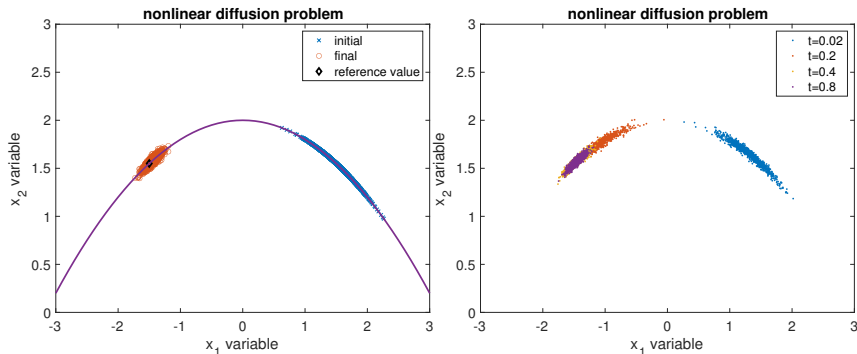 nonlinear diffusion problem
3
2.5
2
1.5
1
0.5
0
-3
-2
-1
0
1
2
3
x1 variable
x2 variable
initial
final
reference value
nonlinear diffusion problem
3
2.5
2
1.5
1
0.5
0
-3
-2
-1
0
1
2
3
x1 variable
x2 variable
t=0.02
t=0.2
t=0.4
t=0.8